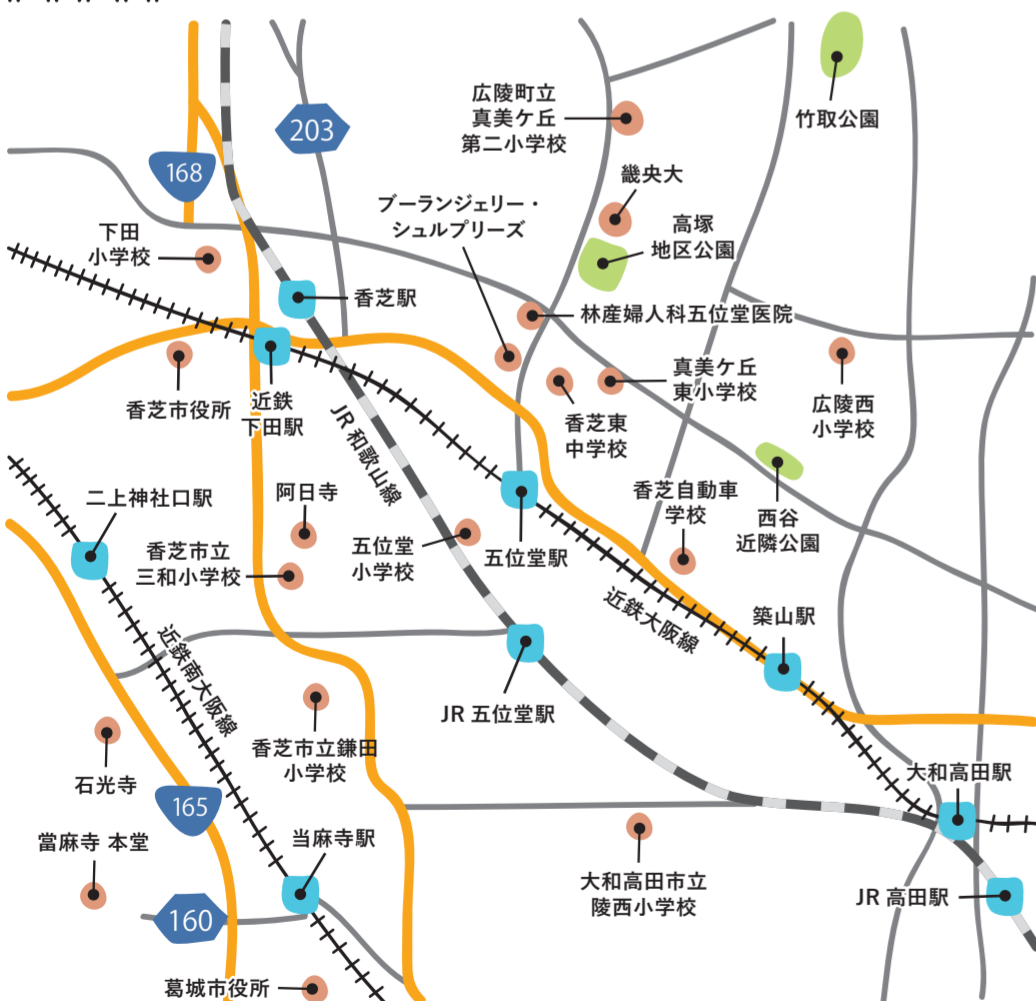 203
168
広陵町立
真美ケ丘
第二小学校
竹取公園
畿央大
ブーランジェリー・
シュルプリーズ
高塚
地区公園
下田
小学校
香芝駅
林産婦人科五位堂医院
香芝市役所
近鉄
下田駅
JR和歌山線
真美ケ丘
東小学校
香芝東
中学校
広陵西
小学校
二上神社口駅
阿日寺
香芝市立
三和小学校
五位堂
小学校
五位堂駅
香芝自動車
学校
西谷
近隣公園
近鉄大阪線
築山駅
近鉄南大阪線
JR 五位堂駅
香芝市立鎌田
小学校
石光寺
165
大和高田駅
當麻寺 本堂
当麻寺駅
大和高田市立
陵西小学校
JR 高田駅
160
葛城市役所